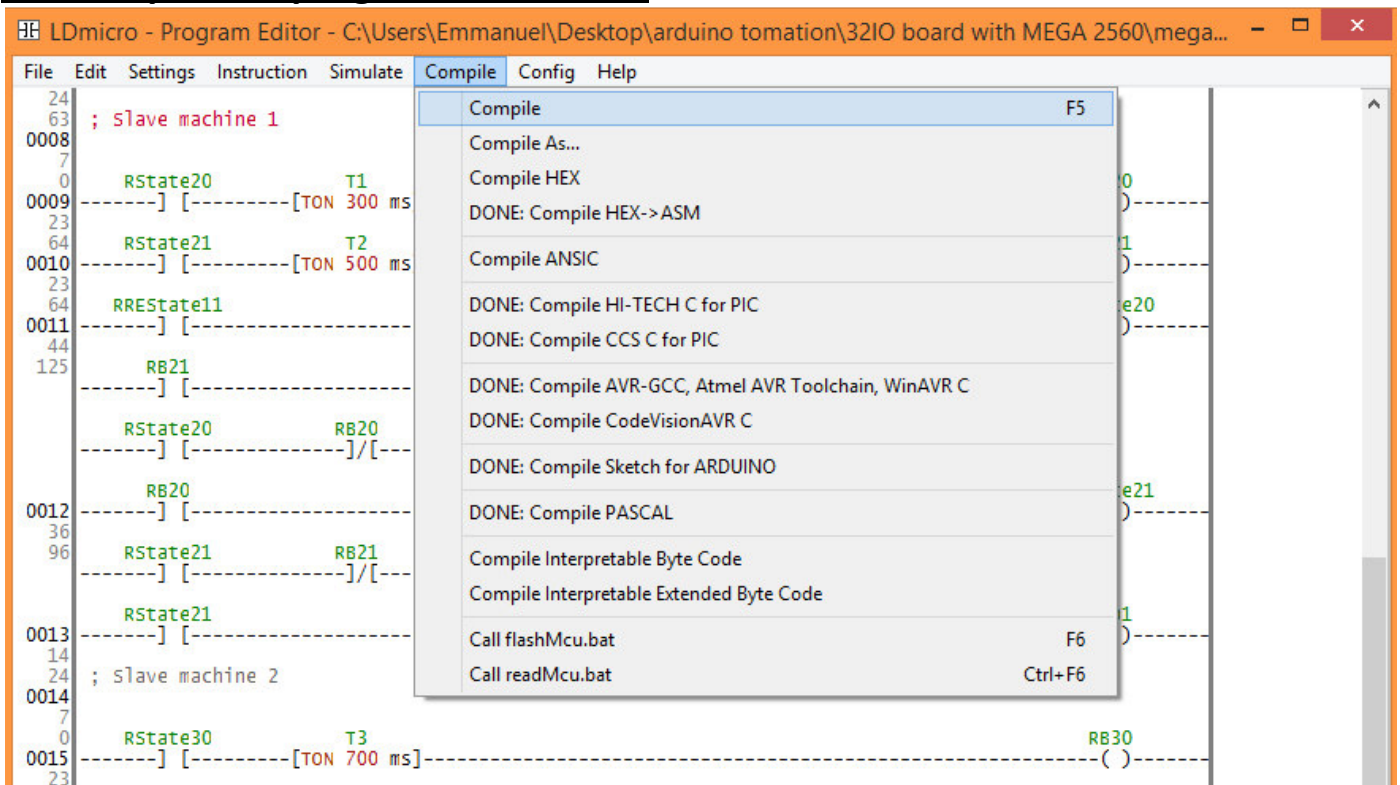 LDmicro - Program Editor - C:\Users\Emmanuel\Desktop\arduino tomation\32IO board with MEGA 2560\mega...
File Edit Settings Instruction Simulate Compile Config Help
24
63 ; Slave machine 1
0008
7
0 RState20 T1
0009 -------] [---------[TON 300 ms )-------
23
64 RState21 T2
0010 -------] [---------[TON 500 ms )-------
23
64 RREState11 e20
0011 -------] [-------------------- )-------
44
125 RB21
-------] [--------------------
RState20 RB20
-------] [--------------]/[---
RB20 e21
0012 -------] [-------------------- )-------
36
96 RState21 RB21
-------] [--------------]/[---
RState21
0013 -------] [-------------------- )-------
14
24 ; Slave machine 2
0014
7
0 RState30 T3 RB30
0015 -------] [---------[TON 700 ms]--------------------------------------------------------------( )-------
23
Compile F5
Compile As...
Compile HEX
DONE: Compile HEX->ASM
Compile ANSIC
DONE: Compile HI-TECH C for PIC
DONE: Compile CCS C for PIC
DONE: Compile AVR-GCC, Atmel AVR Toolchain, WinAVR C
DONE: Compile CodeVisionAVR C
DONE: Compile Sketch for ARDUINO
DONE: Compile PASCAL
Compile Interpretable Byte Code
Compile Interpretable Extended Byte Code
Call flashMcu.bat F6
Call readMcu.bat Ctrl+F6